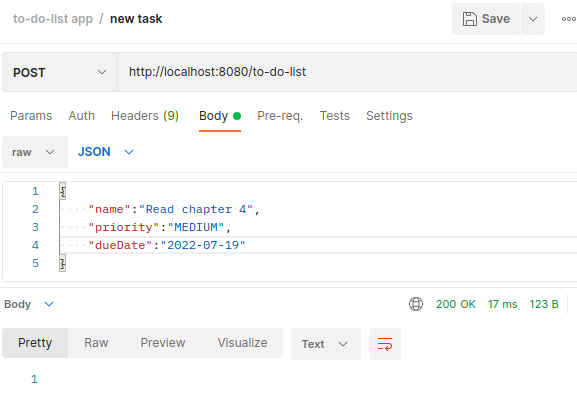 to-do-list app / new task Save
POST http://localhost:8080/to-do-list
Params Auth Headers (9) Body Pre-req. Tests Settings
raw JSON
1 {
2 "name":"Read chapter 4",
3 "priority":"MEDIUM",
4 "dueDate":"2022-07-19"
5 }
Body 200 OK 17 ms 123 B
Pretty Raw Preview Visualize Text
1